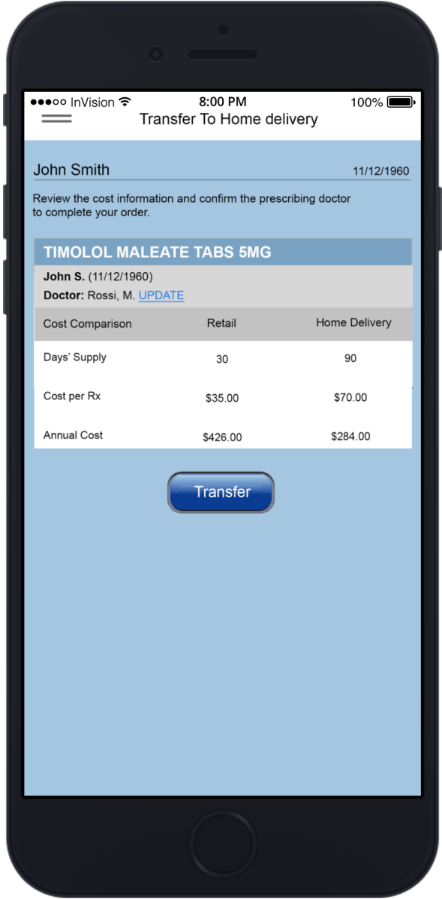 InVision 8:00 PM 100%
Transfer To Home delivery
John Smith 11/12/1960
Review the cost information and confirm the prescribing doctor
to complete your order.
TIMOLOL MALEATE TABS 5MG
John S. (11/12/1960)
Doctor: Rossi, M. UPDATE
Cost Comparison Retail Home Delivery
Days' Supply 30 90
Cost per Rx $35.00 $70.00
Annual Cost $426.00 $284.00
Transfer